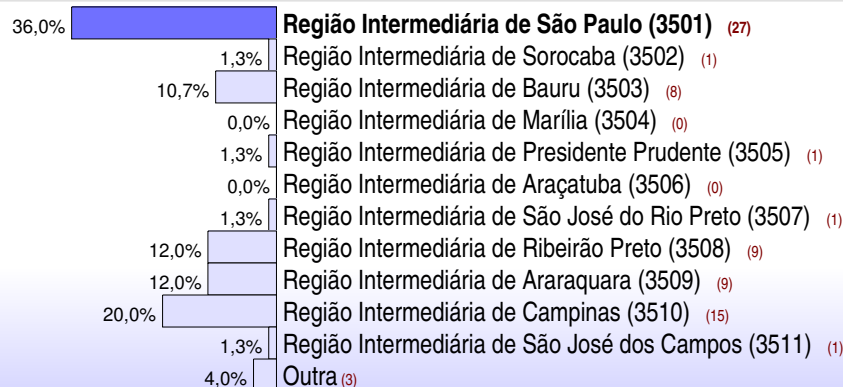 36,0% Região Intermediária de São Paulo (3501) (27)
1,3% Região Intermediária de Sorocaba (3502) (1)
10,7% Região Intermediária de Bauru (3503) (8)
0,0% Região Intermediária de Marília (3504) (0)
1,3% Região Intermediária de Presidente Prudente (3505) (1)
0,0% Região Intermediária de Araçatuba (3506) (0)
1,3% Região Intermediária de São José do Rio Preto (3507) (1)
12,0% Região Intermediária de Ribeirão Preto (3508) (9)
12,0% Região Intermediária de Araraquara (3509) (9)
20,0% Região Intermediária de Campinas (3510) (15)
1,3% Região Intermediária de São José dos Campos (3511) (1)
4,0% Outra (3)